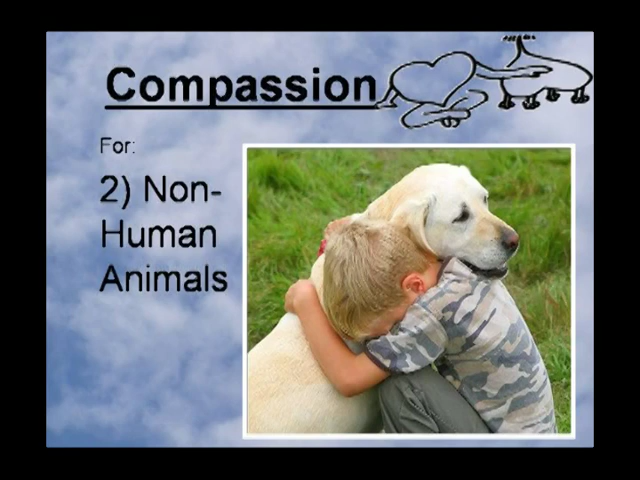 Compassion
For:
2) Non-
Human
Animals